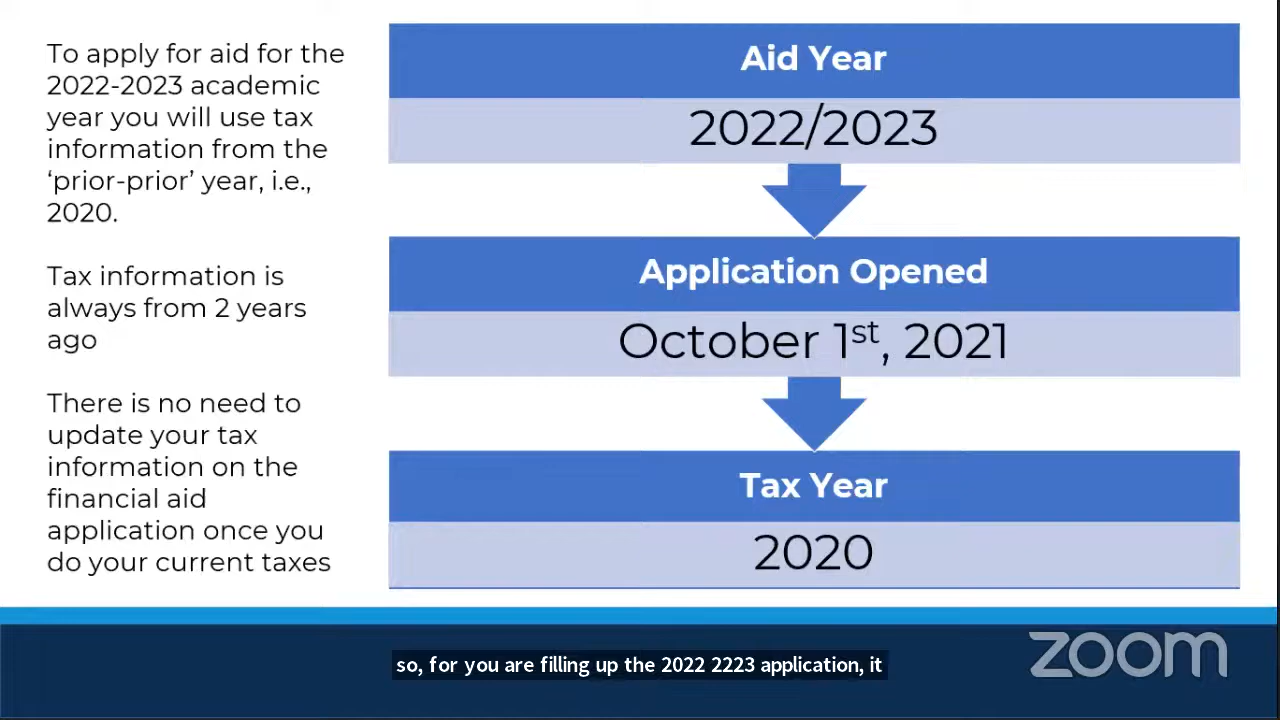 To apply for aid for the
2022-2023 academic
year you will use tax
information from the
‘prior-prior’ year, i.e.,
2020.
Tax information is
always from 2 years
ago
There is no need to
update your tax
information on the
financial aid
application once you
do your current taxes
Aid Year
2022/2023
Application Opened
October 1st, 2021
Tax Year
2020
so, for you are filling up the 2022 2223 application, it
zoom